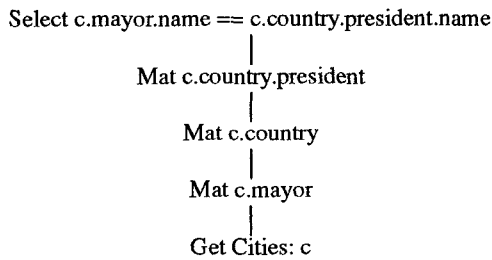 Select c.mayor.name == c.country.president.name
Mat c.country.president
Mat c.country
Mat c.mayor
Get Cities: c